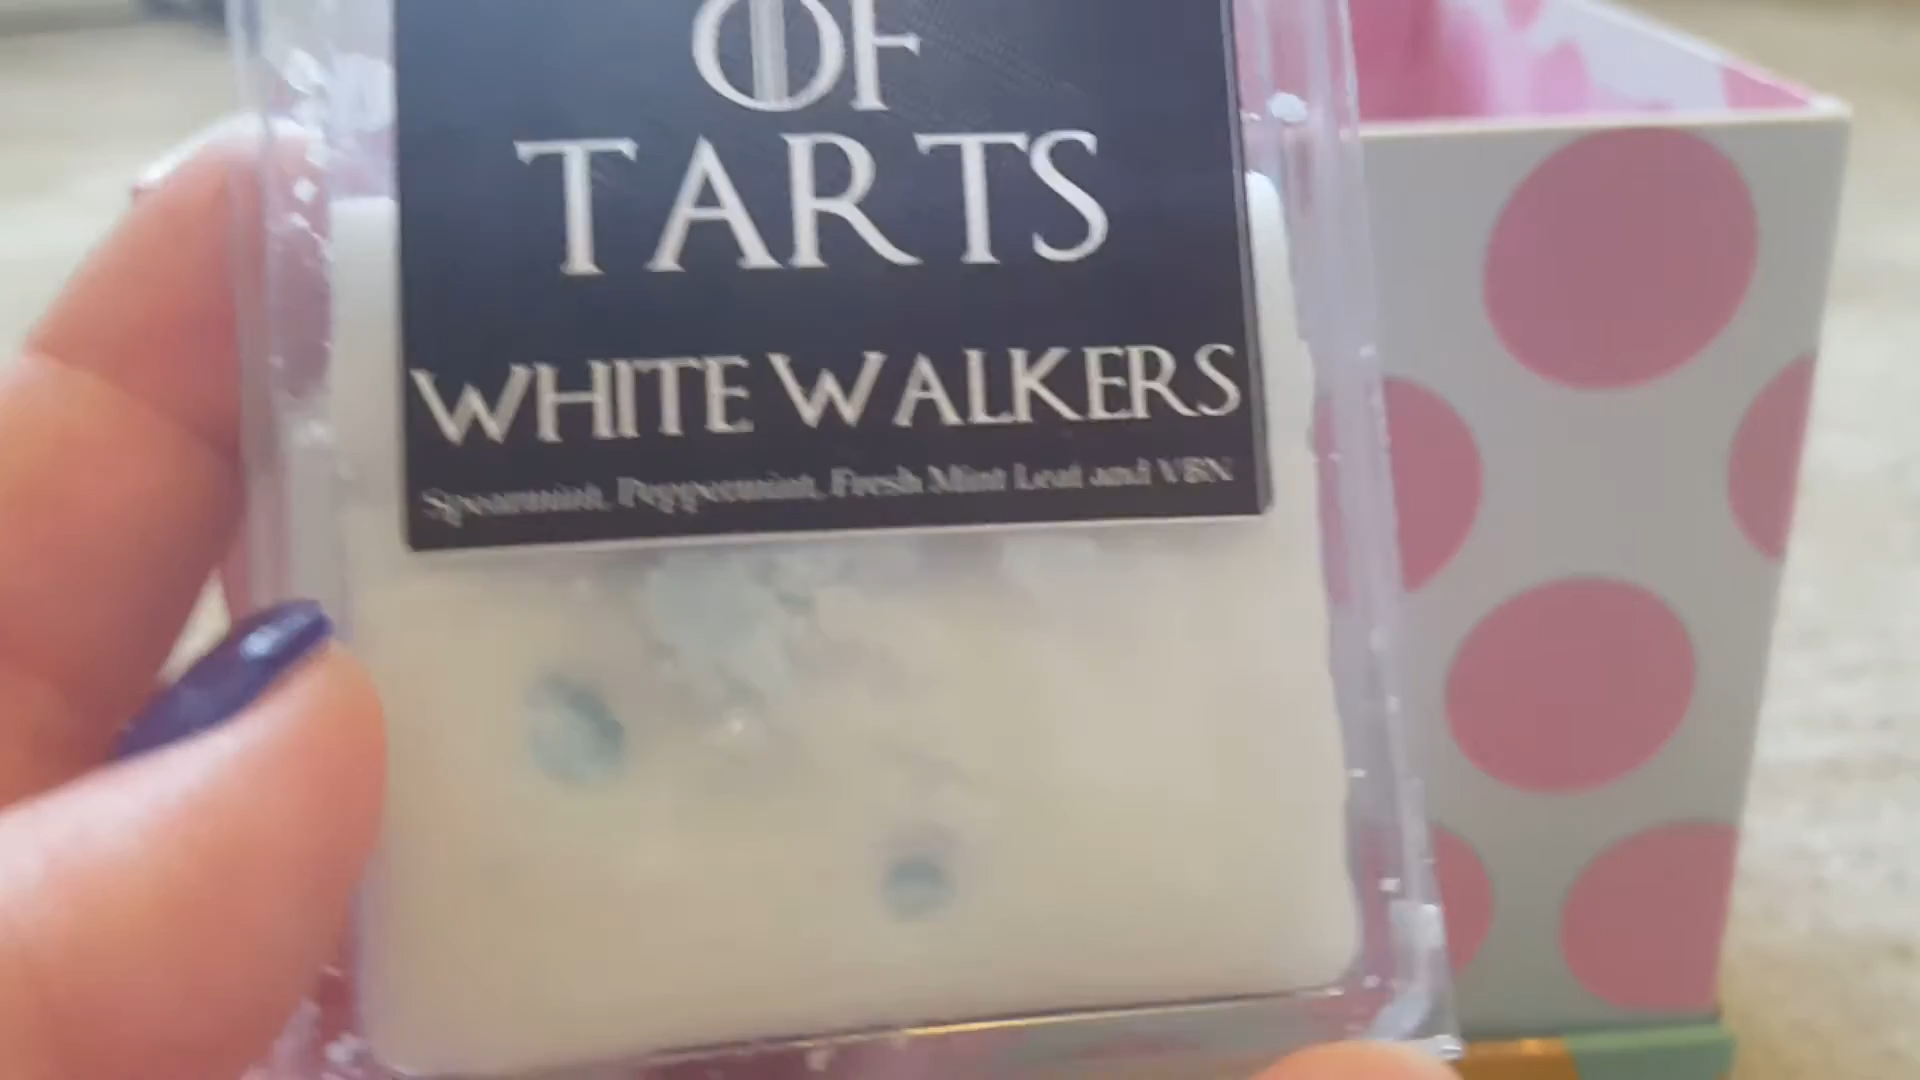 OF
TARTS
WHITE WALKERS
Spearmint, Peppermint, Fresh Mint Leaf and VBN